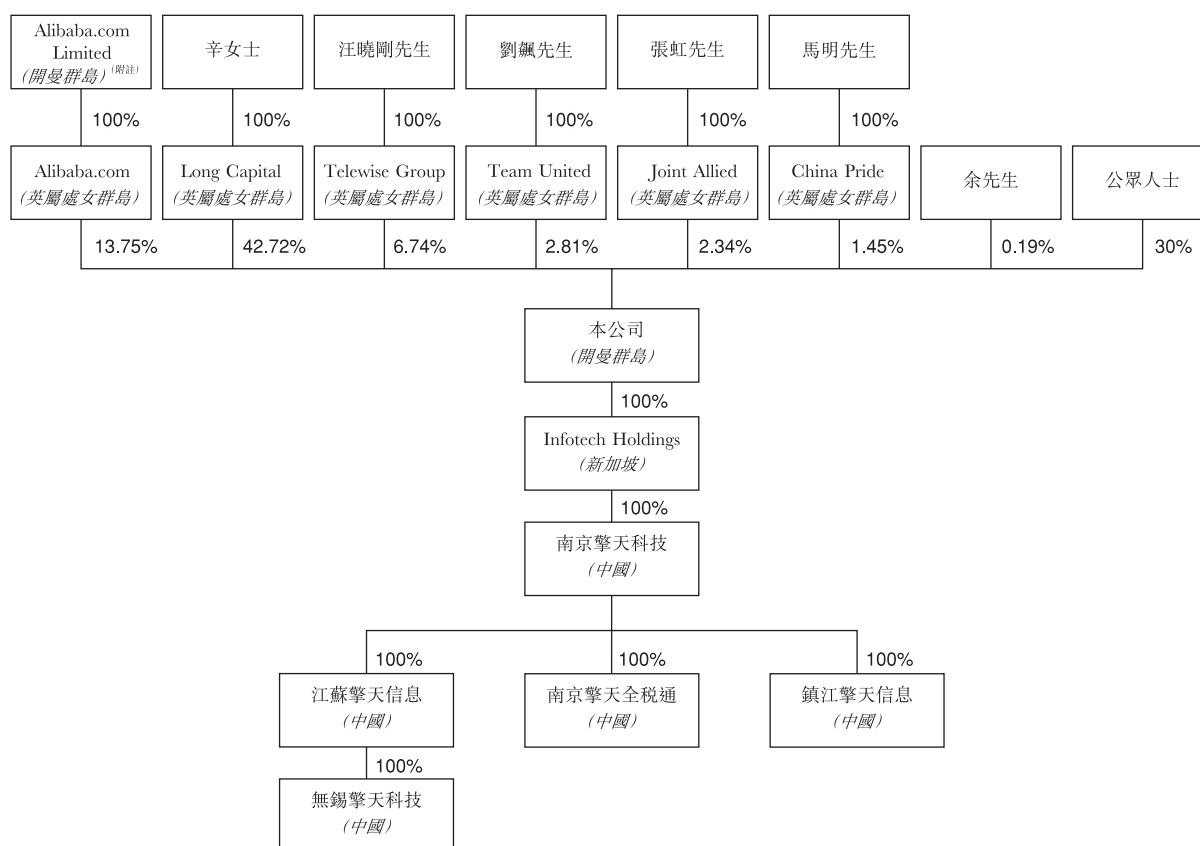 Alibaba.com
Limited
(開曼群島)(附註)
辛女士
汪曉剛先生
劉飆先生
張虹先生
馬明先生
100%
100%
100%
100%
100%
100%
Alibaba.com
(英屬處女群島)
Long Capital
(英屬處女群島)
Telewise Group
(英屬處女群島)
Team United
(英屬處女群島)
Joint Allied
(英屬處女群島)
China Pride
(英屬處女群島)
余先生
公眾人士
13.75%
42.72%
6.74%
2.81%
2.34%
1.45%
0.19%
30%
本公司
(開曼群島)
100%
Infotech Holdings
(新加坡)
100%
南京擎天科技
(中國)
100%
100%
100%
江蘇擎天信息
(中國)
南京擎天全稅通
(中國)
鎮江擎天信息
(中國)
100%
無錫擎天科技
(中國)